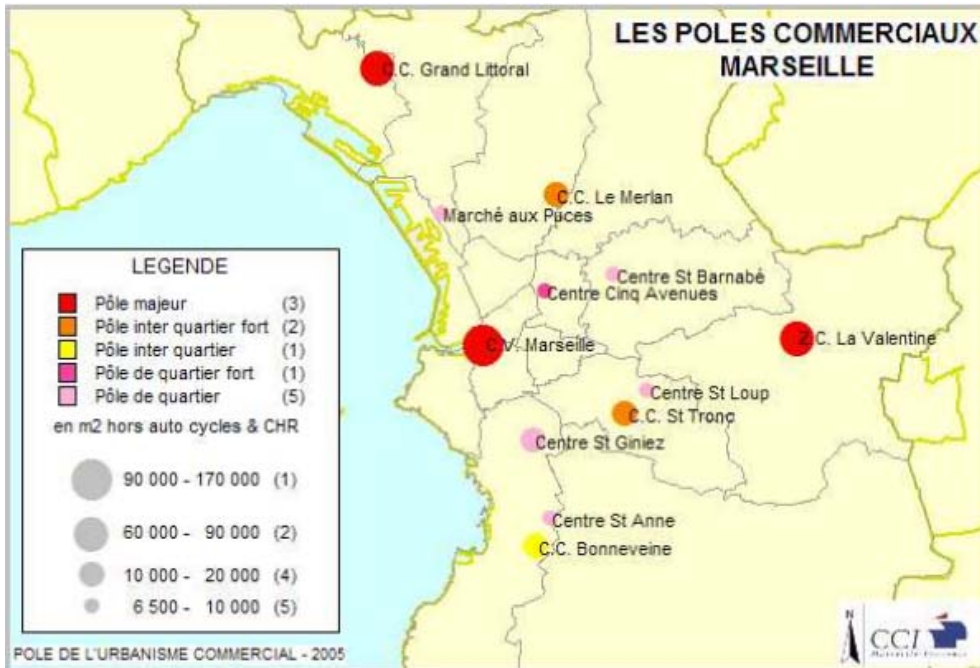 LES POLES COMMERCIAUX
MARSEILLE
C.C. Grand Littoral
C.C. Le Merlan
Marché aux Puces
Centre St Barnabé
Centre Cinq Avenues
C.V. Marseille
Z.C. La Valentine
Centre St Loup
C.C. St Tronc
Centre St Giniez
Centre St Anne
C.C. Bonneveine
LEGENDE
Pôle majeur (3)
Pôle inter quartier fort (2)
Pôle inter quartier (1)
Pôle de quartier fort (1)
Pôle de quartier (5)
en m2 hors auto cycles & CHR
90 000 - 170 000 (1)
60 000 - 90 000 (2)
10 000 - 20 000 (4)
6 500 - 10 000 (5)
POLE DE L'URBANISME COMMERCIAL - 2005
N
CCI